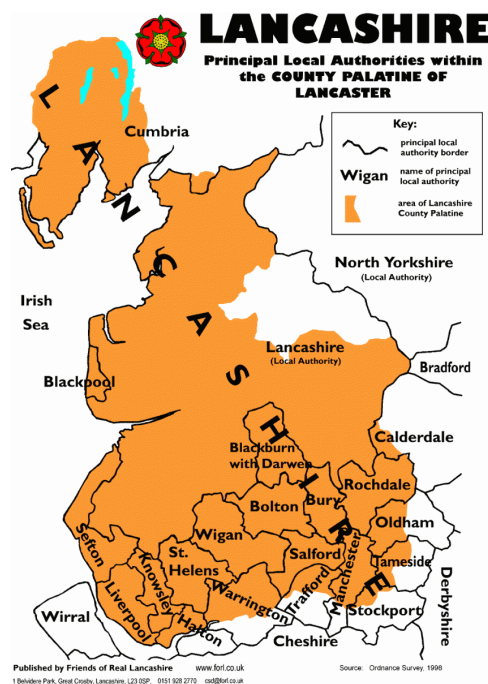 LANCASHIRE
Principal Local Authorities within
the COUNTY PALATINE OF
LANCASTER
Key:
principal local
authority border
Wigan
name of principal
local authority
area of Lancashire
County Palatine
LANCASHIRE
Cumbria
North Yorkshire
(Local Authority)
Irish
Sea
Lancashire
(Local Authority)
Bradford
Blackpool
Calderdale
Blackburn
with Darwen
Rochdale
Bury
Bolton
Oldham
Wigan
Sefton
St.
Helens
Knowsley
Salford
Manchester
Tameside
Liverpool
Warrington
Trafford
Stockport
Derbyshire
Wirral
Halton
Cheshire
Published by Friends of Real Lancashire
www.forl.co.uk
Source: Ordnance Survey, 1998
1 Belvidere Park, Great Crosby, Lancashire, L23 0SP. 0151 928 2770 csd@forl.co.uk